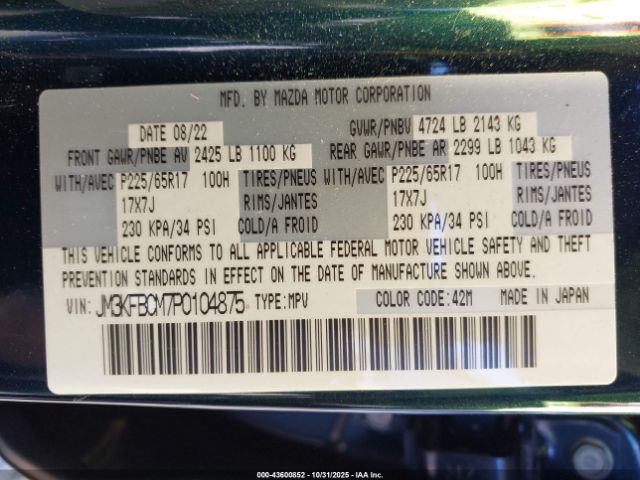 MFD. BY MAZDA MOTOR CORPORATION
DATE 08/22 GVWR/PNBV 4724 LB 2143 KG
FRONT GAWR/PNBE AV 2425 LB 1100 KG REAR GAWR/PNBE AR 2299 LB 1043 KG
WITH/AVEC P225/65R17 100H TIRES/PNEUS WITH/AVEC P225/65R17 100H TIRES/PNEUS
17X7J RIMS/JANTES 17X7J RIMS/JANTES
230 KPA/34 PSI COLD/A FROID 230 KPA/34 PSI COLD/A FROID
THIS VEHICLE CONFORMS TO ALL APPLICABLE FEDERAL MOTOR VEHICLE SAFETY AND THEFT
PREVENTION STANDARDS IN EFFECT ON THE DATE OF MANUFACTURE SHOWN ABOVE.
VIN: JM3KFBCM7P0104875 TYPE:MPV COLOR CODE:42M MADE IN JAPAN
000-43600852 10/31/2025 IAA Inc.